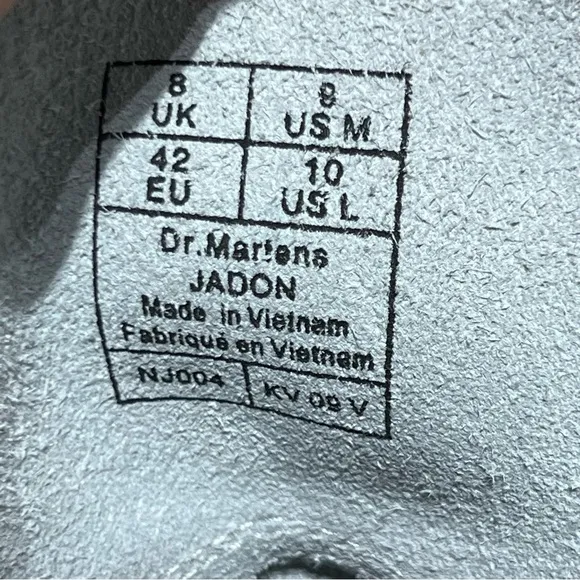 8 UK
9 US M
42 EU
10 US L
Dr.Martens
JADON
Made in Vietnam
Fabriqué en Vietnam
NJ004 KV 09 V